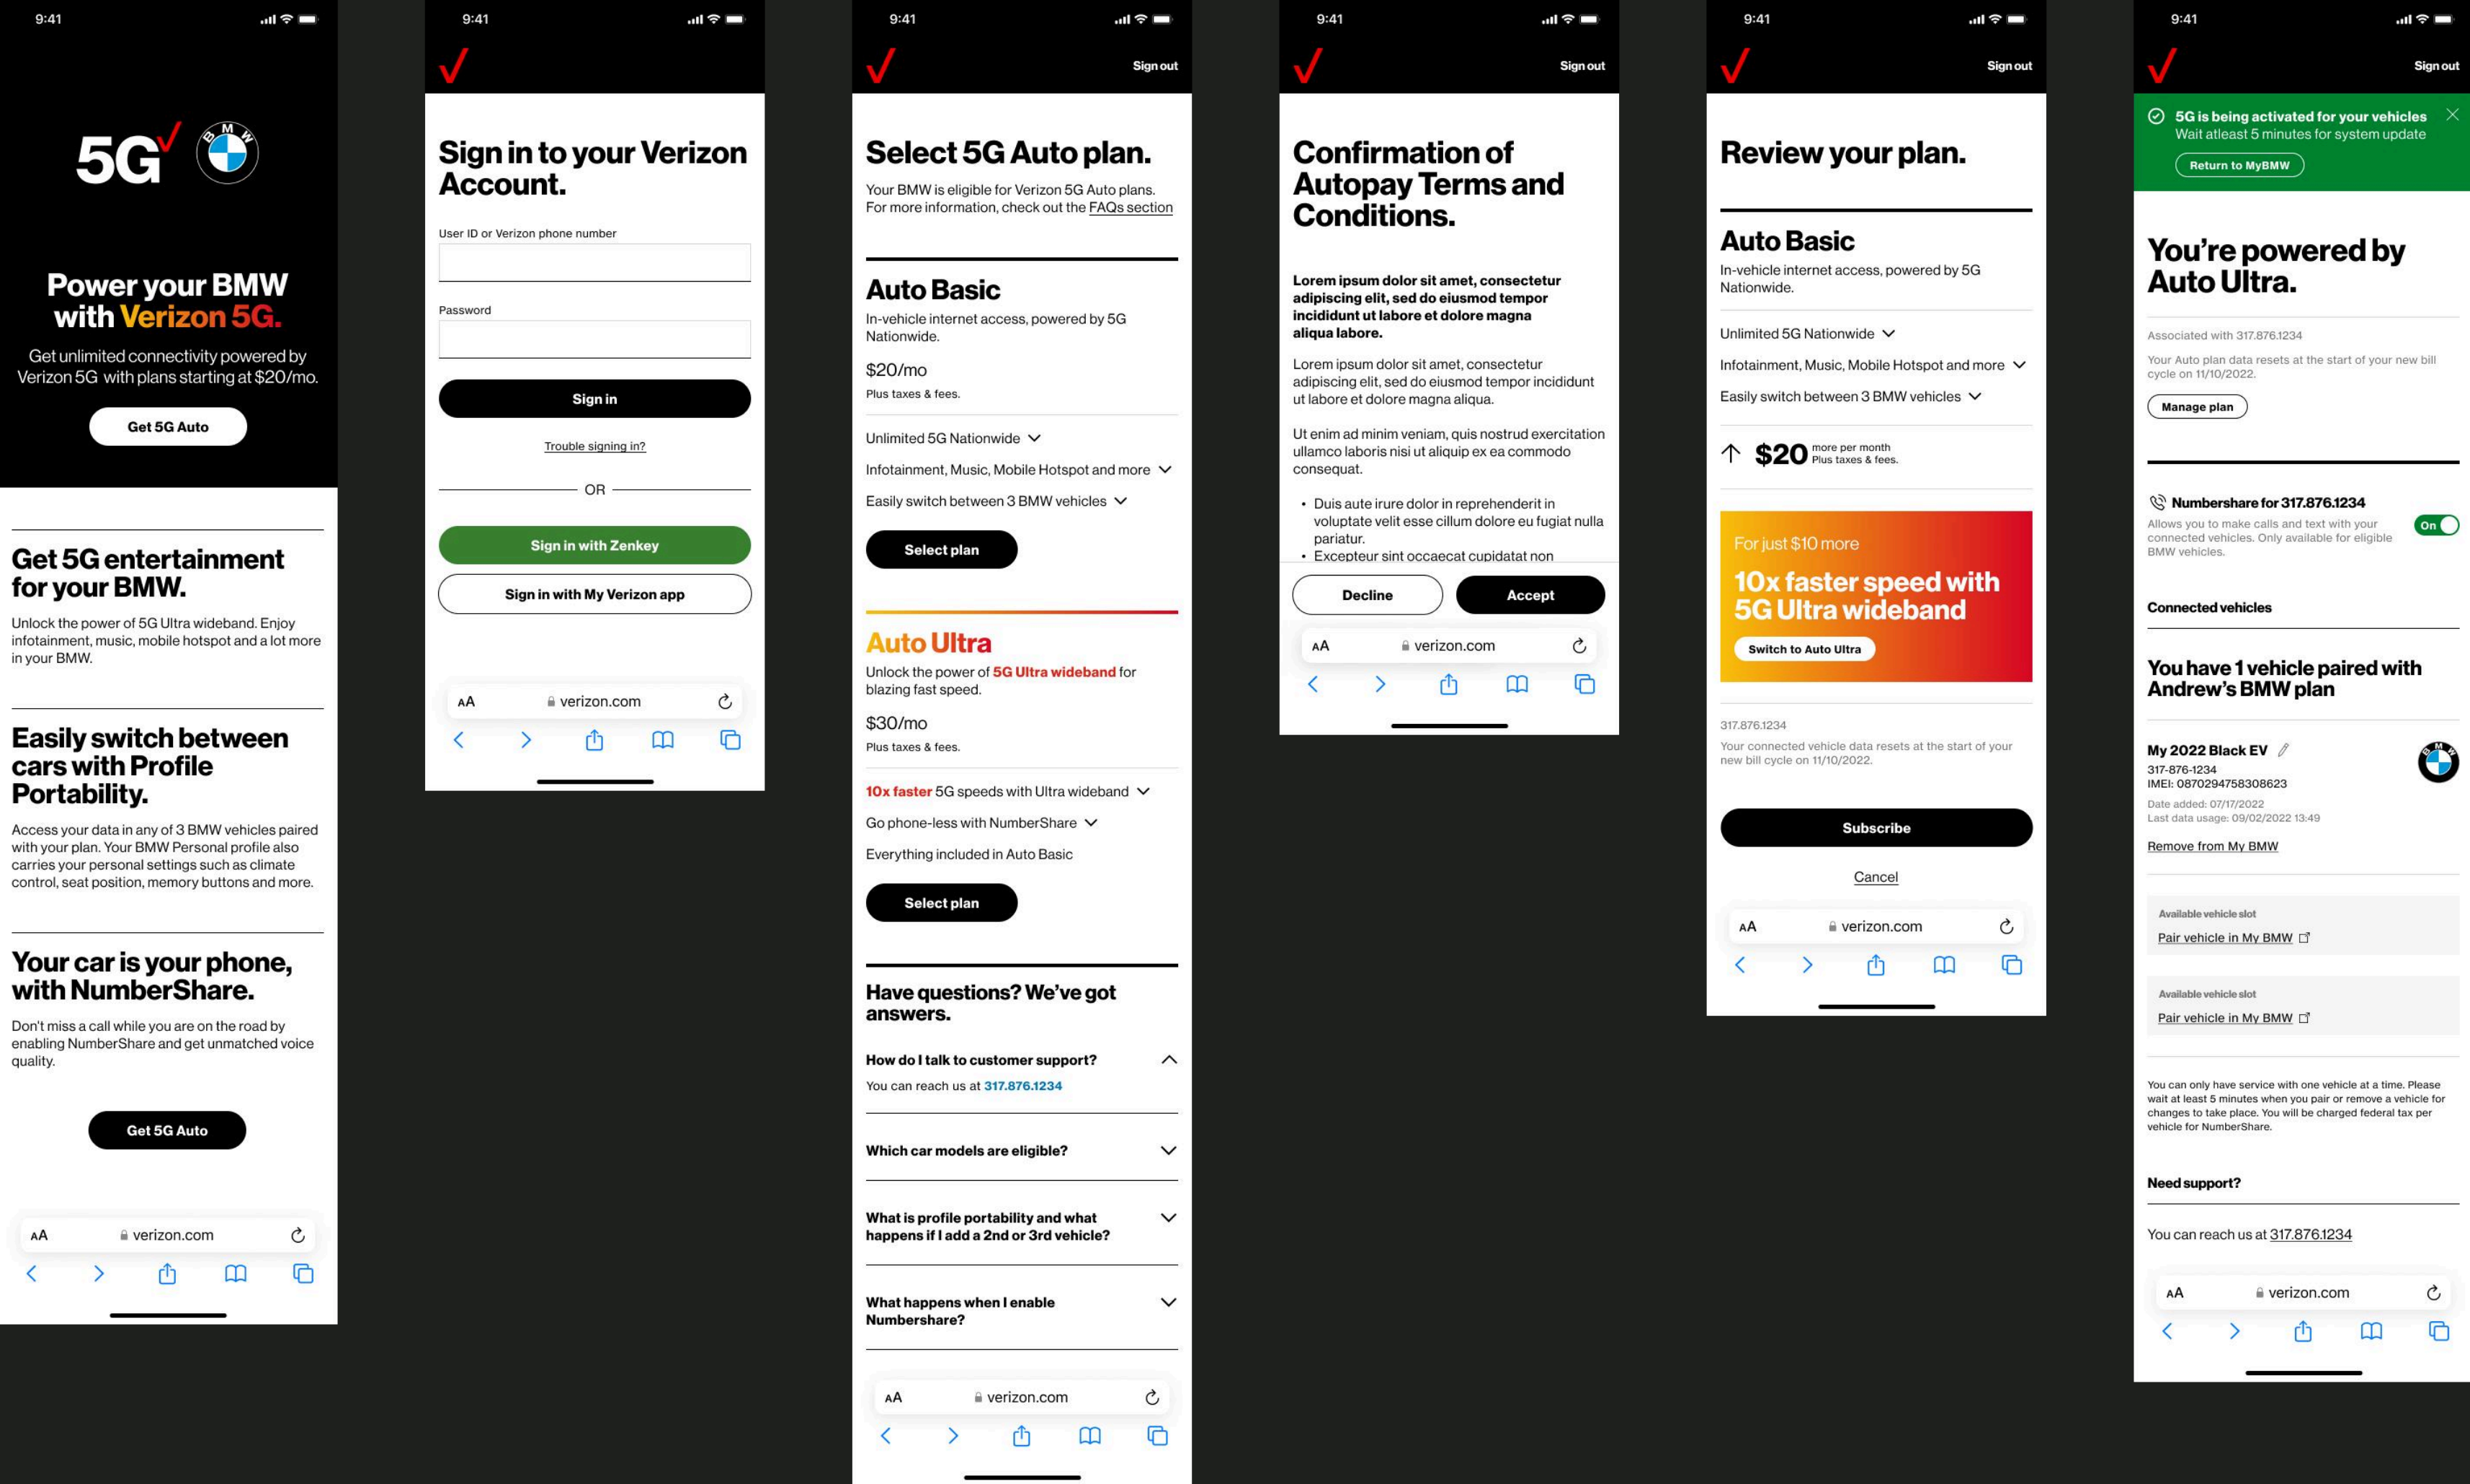 9:41
5G
BMW
Power your BMW
with Verizon 5G.
Get unlimited connectivity powered by
Verizon 5G with plans starting at $20/mo.
Get 5G Auto
Get 5G entertainment
for your BMW.
Unlock the power of 5G Ultra wideband. Enjoy
infotainment, music, mobile hotspot and a lot more
in your BMW.
Easily switch between
cars with Profile
Portability.
Access your data in any of 3 BMW vehicles paired
with your plan. Your BMW Personal profile also
carries your personal settings such as climate
control, seat position, memory buttons and more.
Your car is your phone,
with NumberShare.
Don't miss a call while you are on the road by
enabling NumberShare and get unmatched voice
quality.
Get 5G Auto
AA verizon.com
9:41
Sign in to your Verizon
Account.
User ID or Verizon phone number
Password
Sign in
Trouble signing in?
OR
Sign in with Zenkey
Sign in with My Verizon app
AA verizon.com
9:41
Sign out
Select 5G Auto plan.
Your BMW is eligible for Verizon 5G Auto plans.
For more information, check out the FAQs section
Auto Basic
In-vehicle internet access, powered by 5G
Nationwide.
$20/mo
Plus taxes & fees.
Unlimited 5G Nationwide
Infotainment, Music, Mobile Hotspot and more
Easily switch between 3 BMW vehicles
Select plan
Auto Ultra
Unlock the power of 5G Ultra wideband for
blazing fast speed.
$30/mo
Plus taxes & fees.
10x faster 5G speeds with Ultra wideband
Go phone-less with NumberShare
Everything included in Auto Basic
Select plan
Have questions? We've got
answers.
How do I talk to customer support?
You can reach us at 317.876.1234
Which car models are eligible?
What is profile portability and what
happens if I add a 2nd or 3rd vehicle?
What happens when I enable
Numbershare?
AA verizon.com
9:41
Sign out
Confirmation of
Autopay Terms and
Conditions.
Lorem ipsum dolor sit amet, consectetur
adipiscing elit, sed do eiusmod tempor
incididunt ut labore et dolore magna
aliqua labore.
Lorem ipsum dolor sit amet, consectetur
adipiscing elit, sed do eiusmod tempor incididunt
ut labore et dolore magna aliqua.
Ut enim ad minim veniam, quis nostrud exercitation
ullamco laboris nisi ut aliquip ex ea commodo
consequat.
• Duis aute irure dolor in reprehenderit in
voluptate velit esse cillum dolore eu fugiat nulla
pariatur.
• Excepteur sint occaecat cupidatat non
Decline
Accept
AA verizon.com
9:41
Sign out
Review your plan.
Auto Basic
In-vehicle internet access, powered by 5G
Nationwide.
Unlimited 5G Nationwide
Infotainment, Music, Mobile Hotspot and more
Easily switch between 3 BMW vehicles
$20 more per month
Plus taxes & fees.
For just $10 more
10x faster speed with
5G Ultra wideband
Switch to Auto Ultra
317.876.1234
Your connected vehicle data resets at the start of your
new bill cycle on 11/10/2022.
Subscribe
Cancel
AA verizon.com
9:41
Sign out
5G is being activated for your vehicles
Wait atleast 5 minutes for system update
Return to MyBMW
You're powered by
Auto Ultra.
Associated with 317.876.1234
Your Auto plan data resets at the start of your new bill
cycle on 11/10/2022.
Manage plan
Numbershare for 317.876.1234
Allows you to make calls and text with your
connected vehicles. Only available for eligible
BMW vehicles.
On
Connected vehicles
You have 1 vehicle paired with
Andrew's BMW plan
My 2022 Black EV
317-876-1234
IMEI: 0870294758308623
Date added: 07/17/2022
Last data usage: 09/02/2022 13:49
BMW
Remove from My BMW
Available vehicle slot
Pair vehicle in My BMW
Available vehicle slot
Pair vehicle in My BMW
You can only have service with one vehicle at a time. Please
wait at least 5 minutes when you pair or remove a vehicle for
changes to take place. You will be charged federal tax per
vehicle for NumberShare.
Need support?
You can reach us at 317.876.1234
AA verizon.com